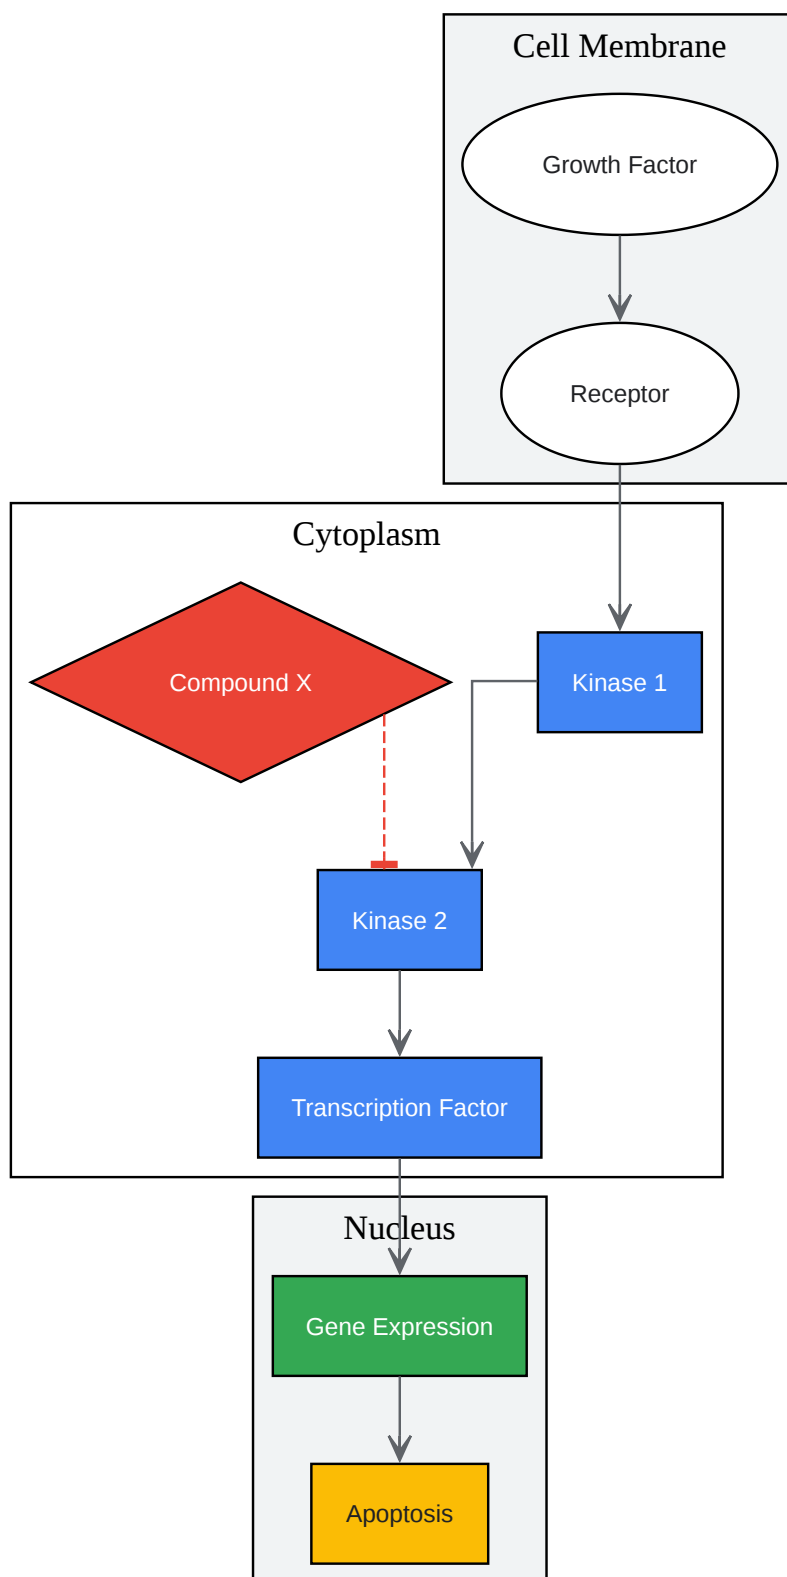 Cell Membrane
Growth Factor
Receptor
Cytoplasm
Compound X
Kinase 1
Kinase 2
Transcription Factor
Nucleus
Gene Expression
Apoptosis